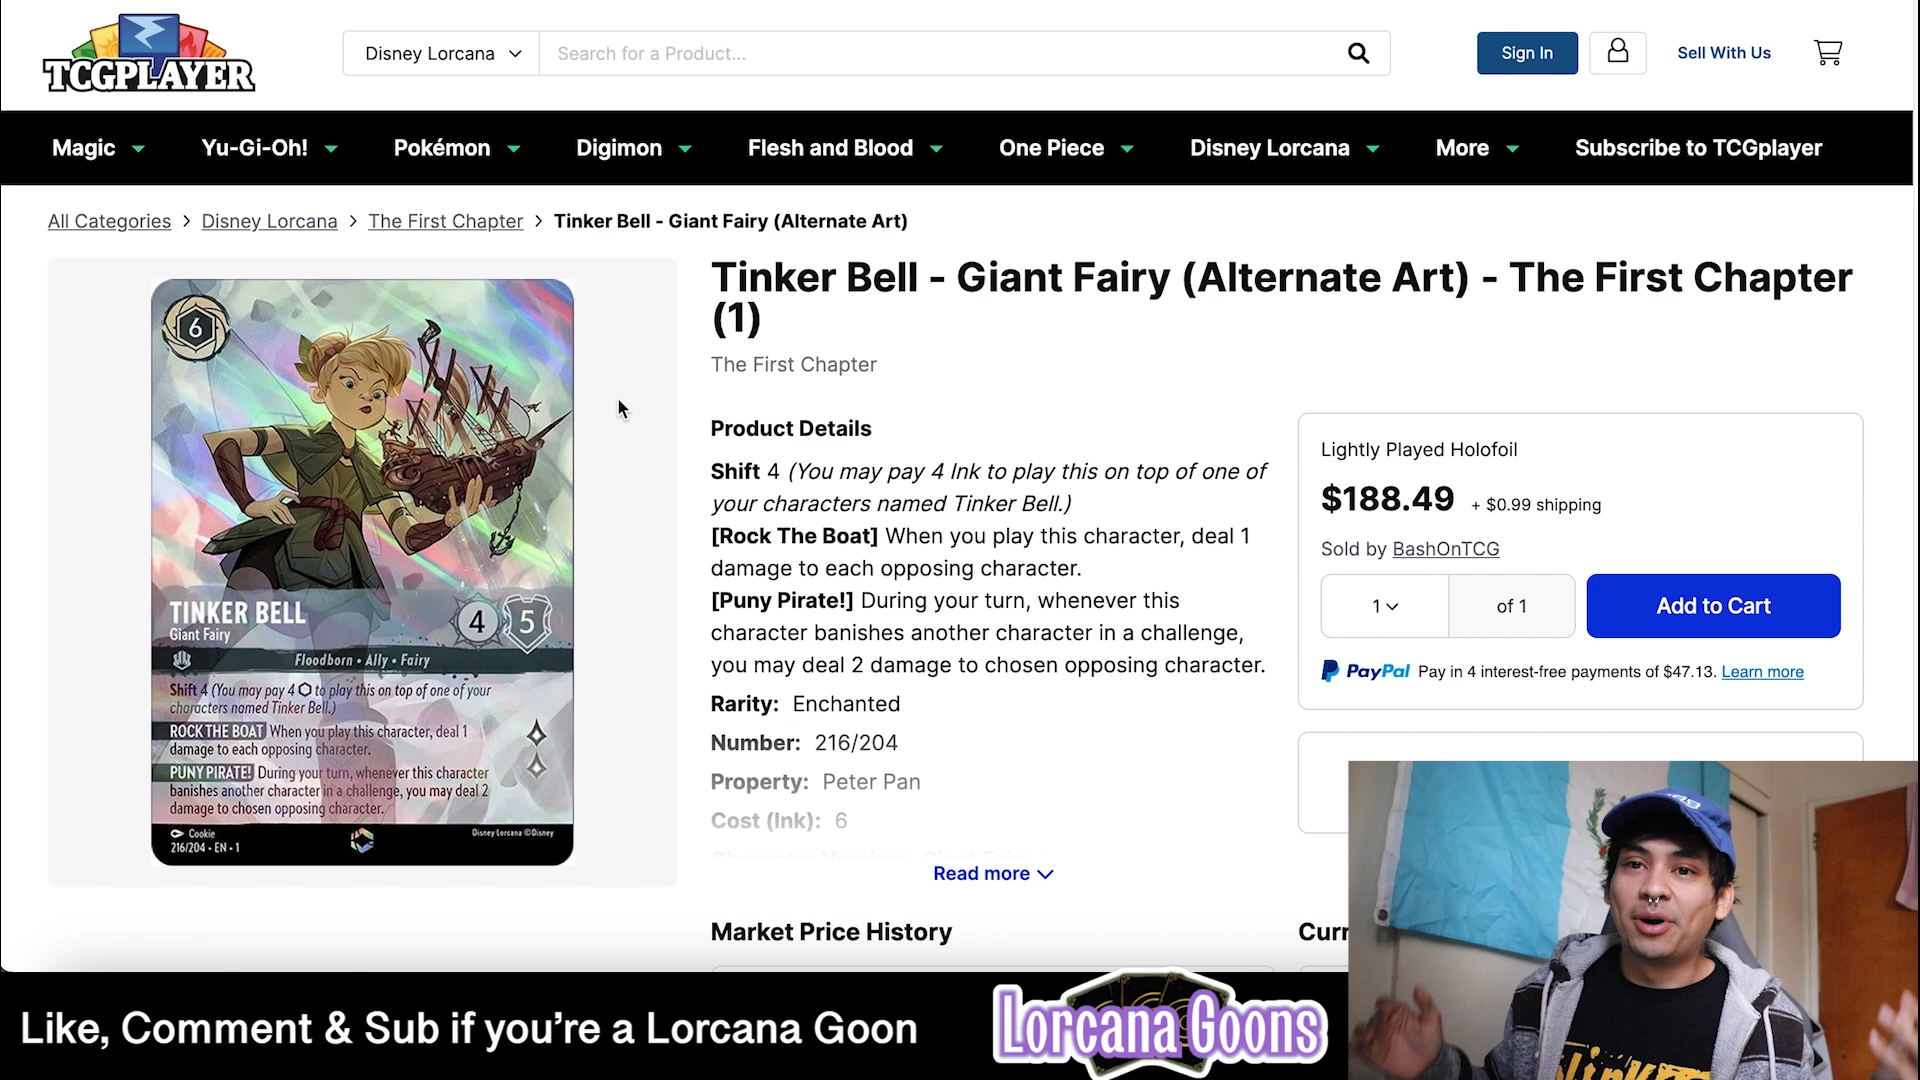 TCGPLAYER
Disney Lorcana
Search for a Product...
Sign In
Sell With Us
Magic
Yu-Gi-Oh!
Pokémon
Digimon
Flesh and Blood
One Piece
Disney Lorcana
More
Subscribe to TCGplayer
All Categories > Disney Lorcana > The First Chapter > Tinker Bell - Giant Fairy (Alternate Art)
6
TINKER BELL
Giant Fairy
4
5
Floodborn • Ally • Fairy
Shift 4 (You may pay 4 to play this on top of one of your
characters named Tinker Bell.)
ROCK THE BOAT When you play this character, deal 1
damage to each opposing character.
PUNY PIRATE! During your turn, whenever this character
banishes another character in a challenge, you may deal 2
damage to chosen opposing character.
Cookie
216/204 • EN • 1
Disney Lorcana ©Disney
Tinker Bell - Giant Fairy (Alternate Art) - The First Chapter
(1)
The First Chapter
Product Details
Shift 4 (You may pay 4 Ink to play this on top of one of
your characters named Tinker Bell.)
[Rock The Boat] When you play this character, deal 1
damage to each opposing character.
[Puny Pirate!] During your turn, whenever this
character banishes another character in a challenge,
you may deal 2 damage to chosen opposing character.
Rarity: Enchanted
Number: 216/204
Property: Peter Pan
Cost (Ink): 6
Character Version: Giant Fairy
Read more
Market Price History
Lightly Played Holofoil
$188.49 + $0.99 shipping
Sold by BashOnTCG
1
of 1
Add to Cart
PayPal Pay in 4 interest-free payments of $47.13. Learn more
Curr
Like, Comment & Sub if you're a Lorcana Goon
Lorcana Goons